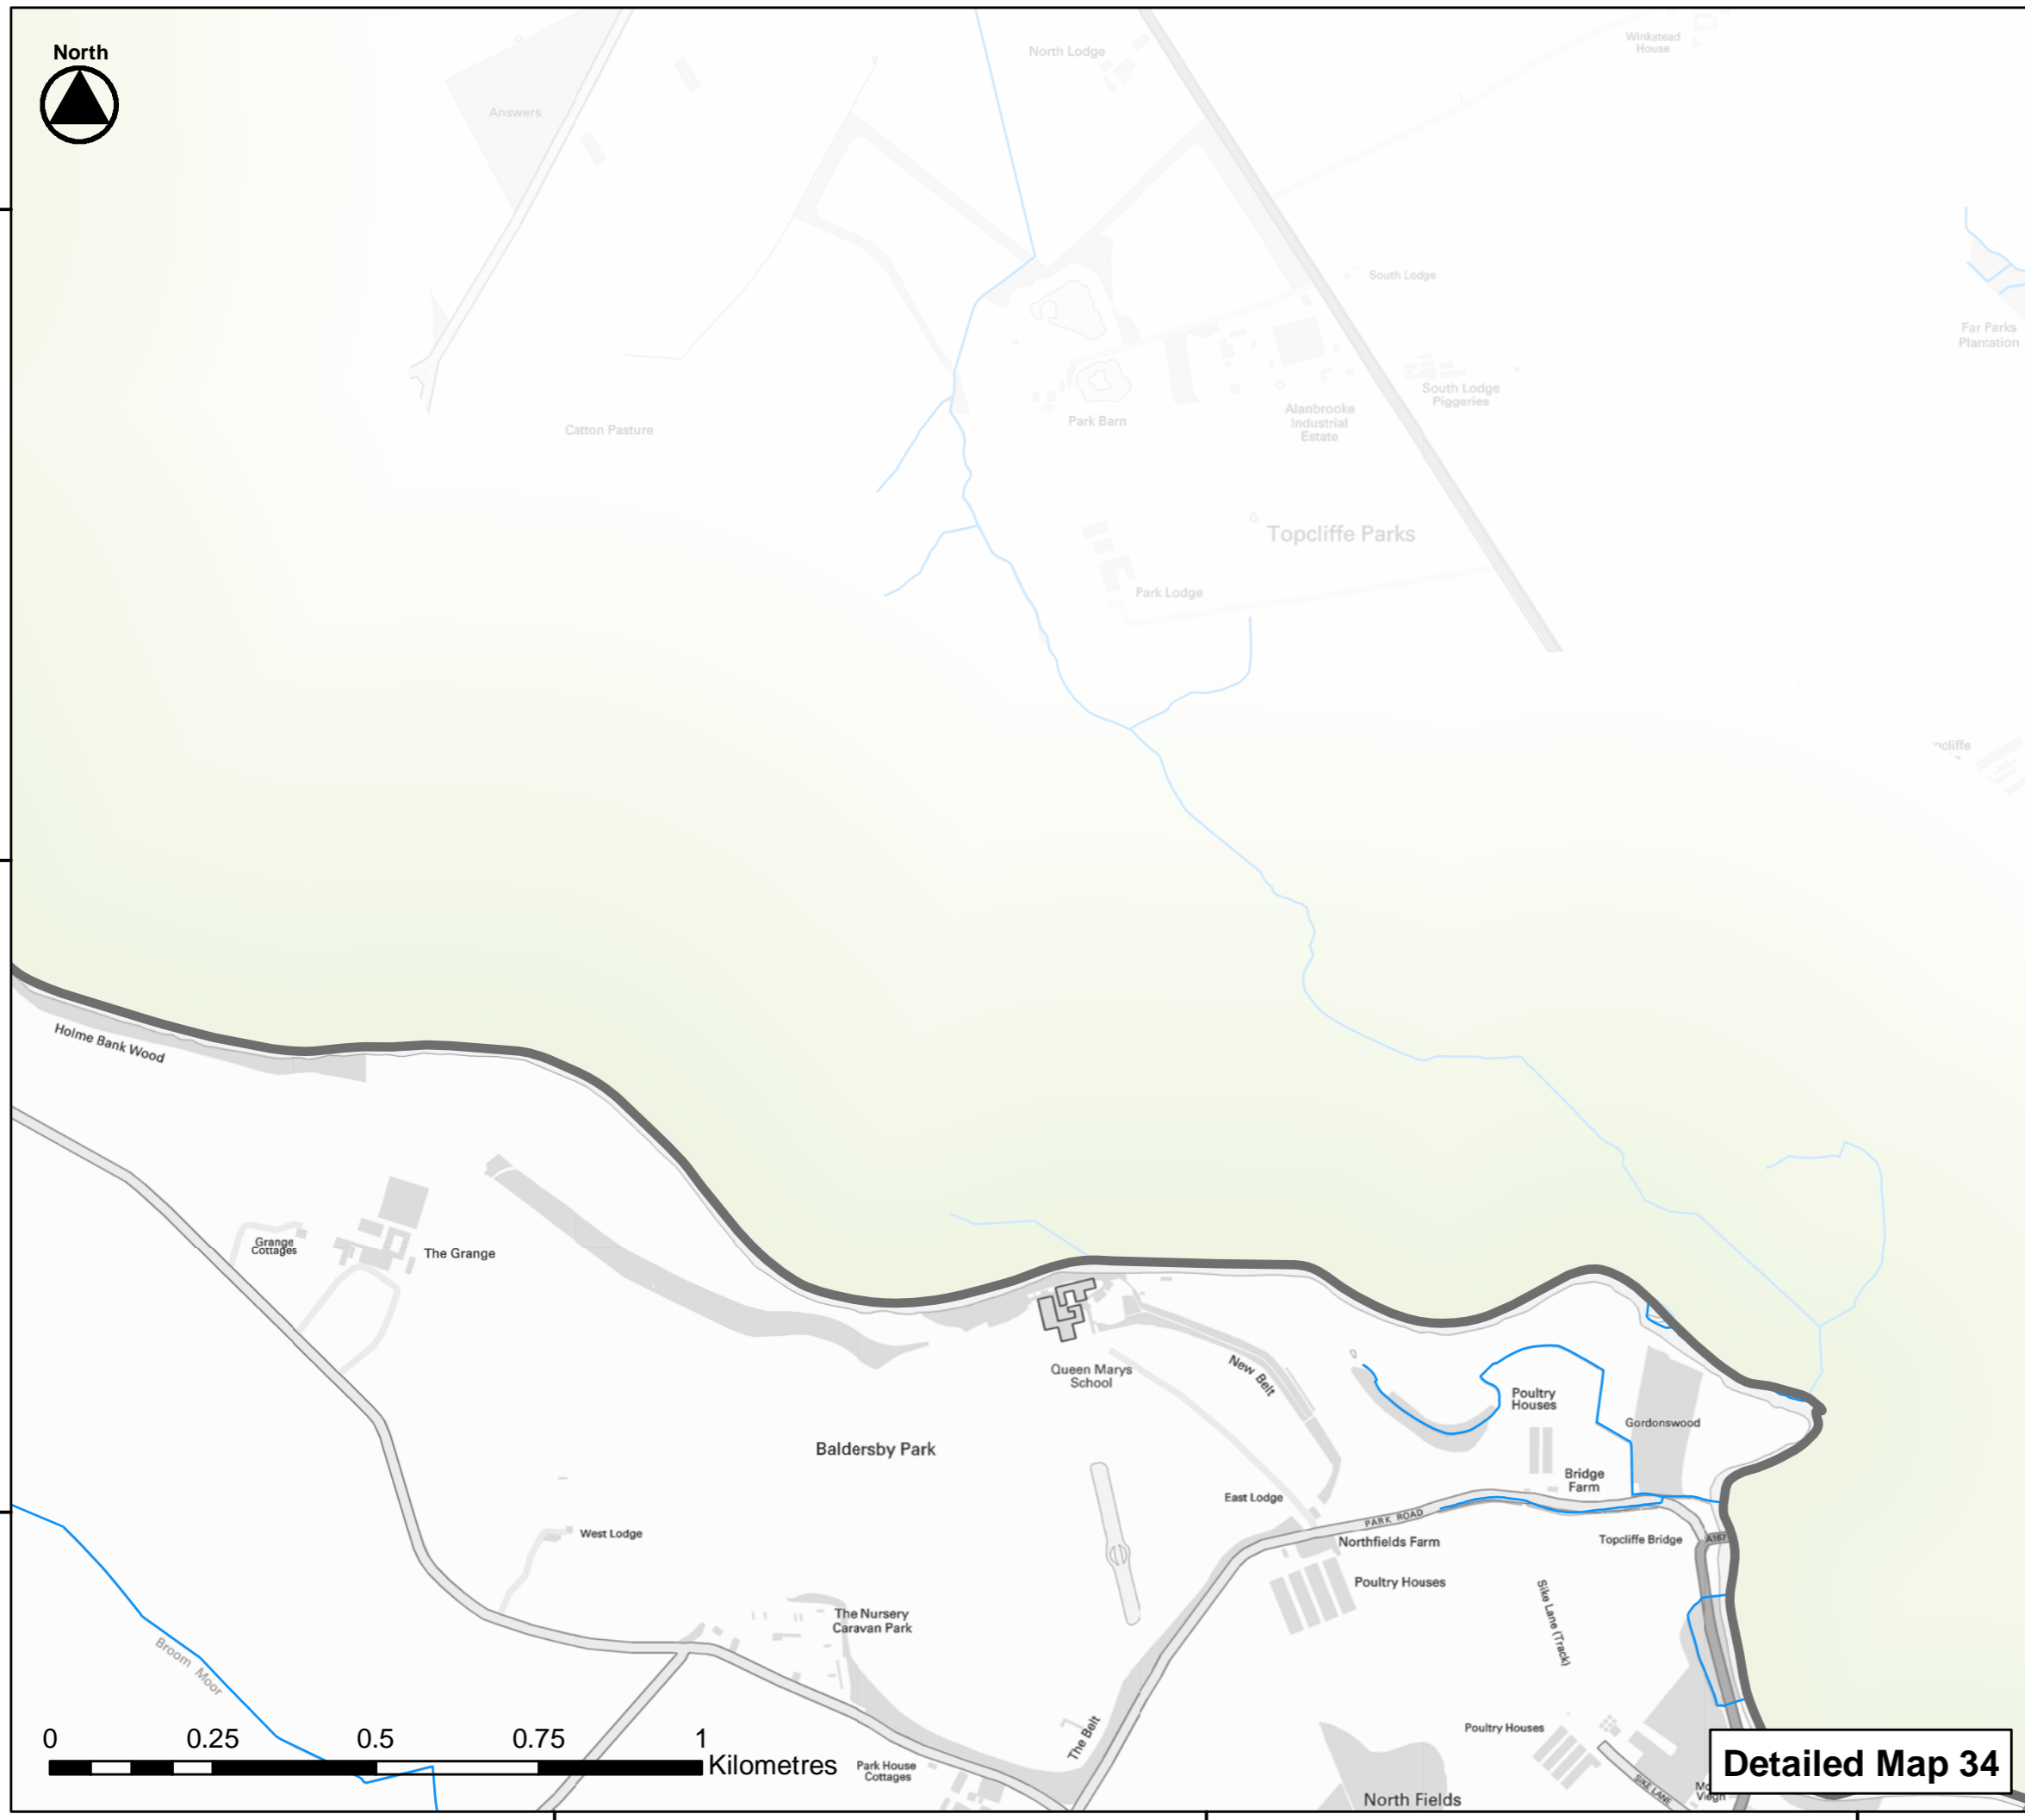 North
Answers
North Lodge
Winkstead
House
South Lodge
Far Parks
Plantation
South Lodge
Piggeries
Alanbrooke
Industrial
Estate
Park Barn
Catton Pasture
Topcliffe Parks
Park Lodge
Holme Bank Wood
Grange
Cottages
The Grange
Queen Marys
School
New Belt
Poultry
Houses
Gordonswood
Baldersby Park
Bridge
Farm
East Lodge
PARK ROAD
West Lodge
Northfields Farm
Topcliffe Bridge
A167
Poultry Houses
Sike Lane (Track)
The Nursery
Caravan Park
Broom Moor
The Belt
Poultry Houses
0 0.25 0.5 0.75 1
Kilometres
Park House
Cottages
SIKE LANE
North Fields
Detailed Map 34